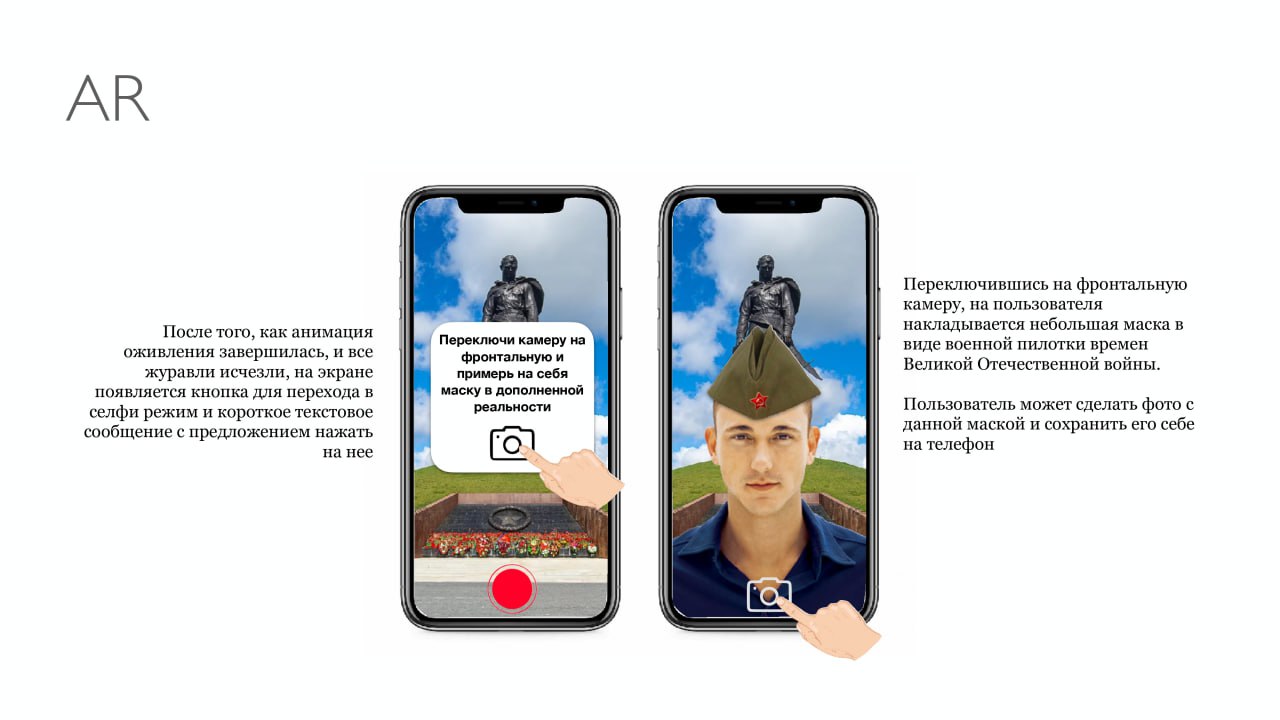 AR
После того, как анимация
оживления завершилась, и все
журавли исчезли, на экране
появляется кнопка для перехода в
селфи режим и короткое текстовое
сообщение с предложением нажать
на нее
Переключи камеру на
фронтальную и
примерь на себя
маску в дополненной
реальности
Переключившись на фронтальную
камеру, на пользователя
накладывается небольшая маска в
виде военной пилотки времен
Великой Отечественной войны.
Пользователь может сделать фото с
данной маской и сохранить его себе
на телефон